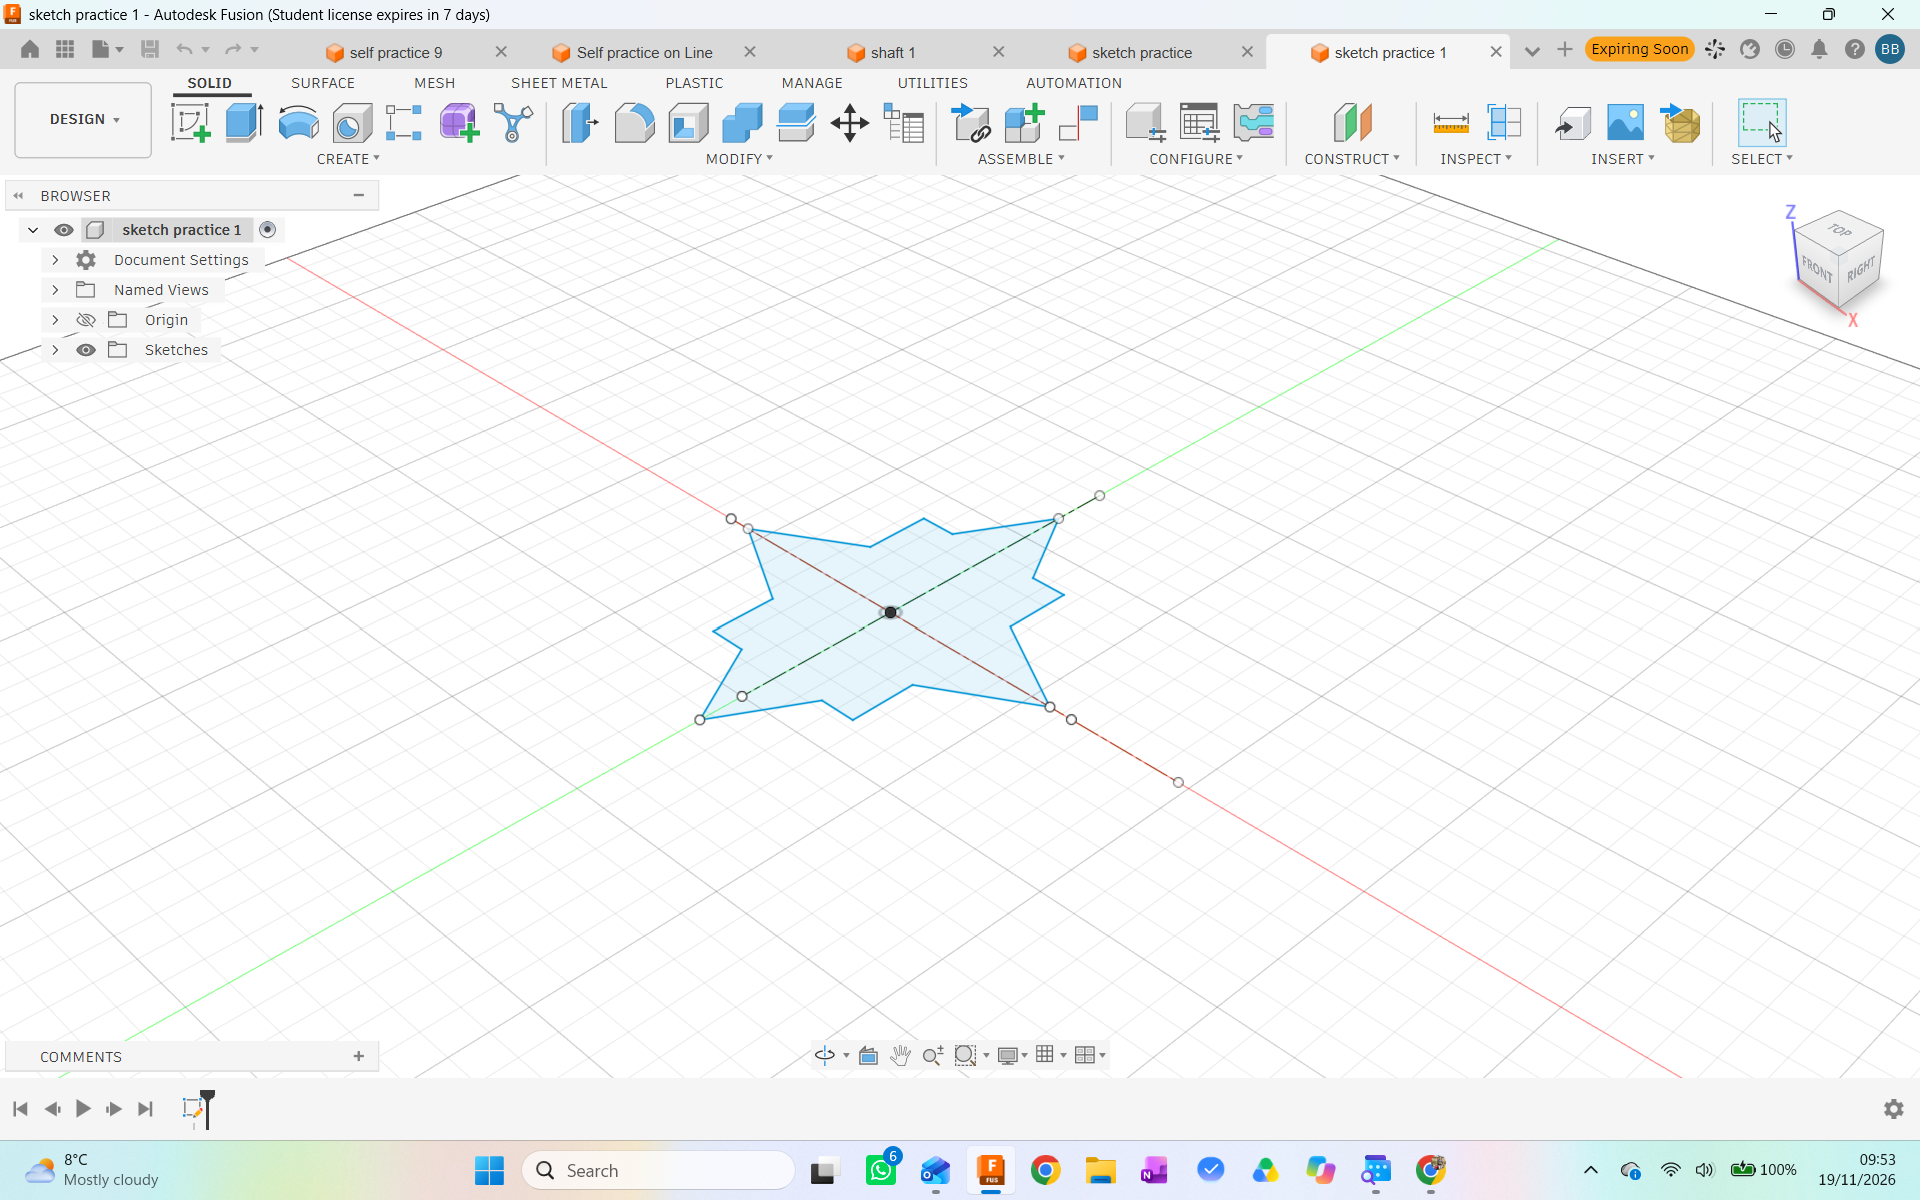 sketch practice 1 - Autodesk Fusion (Student license expires in 7 days)
self practice 9
Self practice on Line
shaft 1
sketch practice
sketch practice 1
Expiring Soon
BB
DESIGN
SOLID
SURFACE
MESH
SHEET METAL
PLASTIC
MANAGE
UTILITIES
AUTOMATION
CREATE
MODIFY
ASSEMBLE
CONFIGURE
CONSTRUCT
INSPECT
INSERT
SELECT
BROWSER
sketch practice 1
Document Settings
Named Views
Origin
Sketches
Z
TOP
FRONT
RIGHT
X
COMMENTS
8°C
Mostly cloudy
Search
6
F
FUS
100%
09:53
19/11/2026